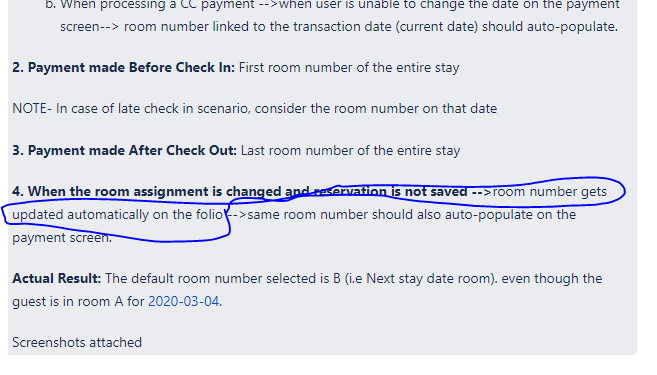 b. When processing a CC payment -->when user is unable to change the date on the payment
screen--> room number linked to the transaction date (current date) should auto-populate.
2. Payment made Before Check In: First room number of the entire stay
NOTE- In case of late check in scenario, consider the room number on that date
3. Payment made After Check Out: Last room number of the entire stay
4. When the room assignment is changed and reservation is not saved -->room number gets
updated automatically on the folio-->same room number should also auto-populate on the
payment screen.
Actual Result: The default room number selected is B (i.e Next stay date room). even though the
guest is in room A for 2020-03-04.
Screenshots attached